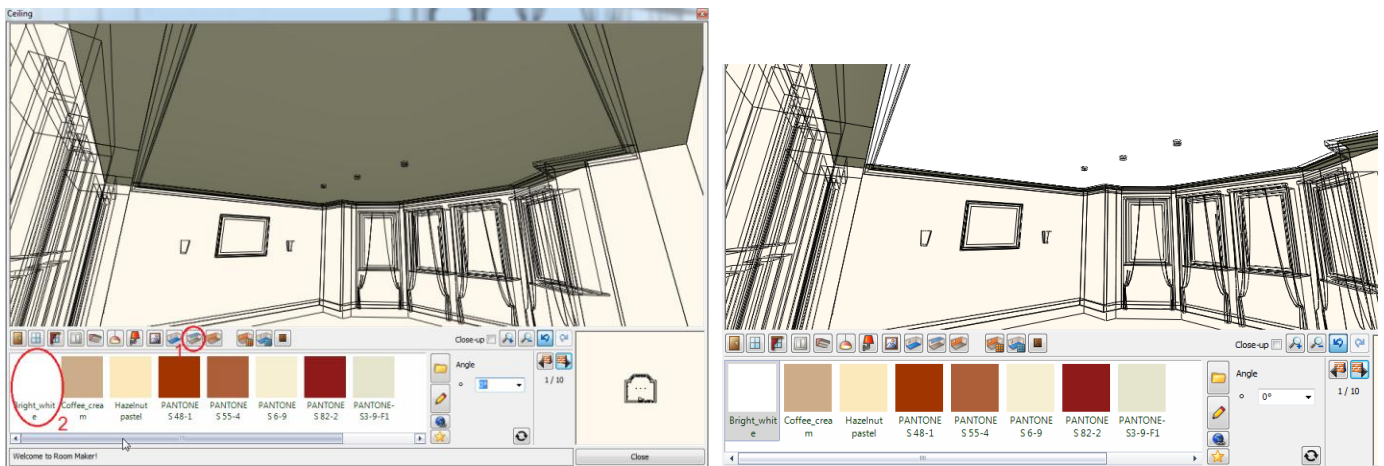 Ceiling
1
Close-up
2
Bright_whit
e
Coffee_crea
m
Hazelnut
pastel
PANTONE
S 48-1
PANTONE
S 55-4
PANTONE
S 6-9
PANTONE
S 82-2
PANTONE-
S3-9-F1
Angle
0°
1 / 10
Welcome to Room Maker!
Close
Close-up
Bright_whit
e
Coffee_crea
m
Hazelnut
pastel
PANTONE
S 48-1
PANTONE
S 55-4
PANTONE
S 6-9
PANTONE
S 82-2
PANTONE-
S3-9-F1
Angle
0°
1 / 10